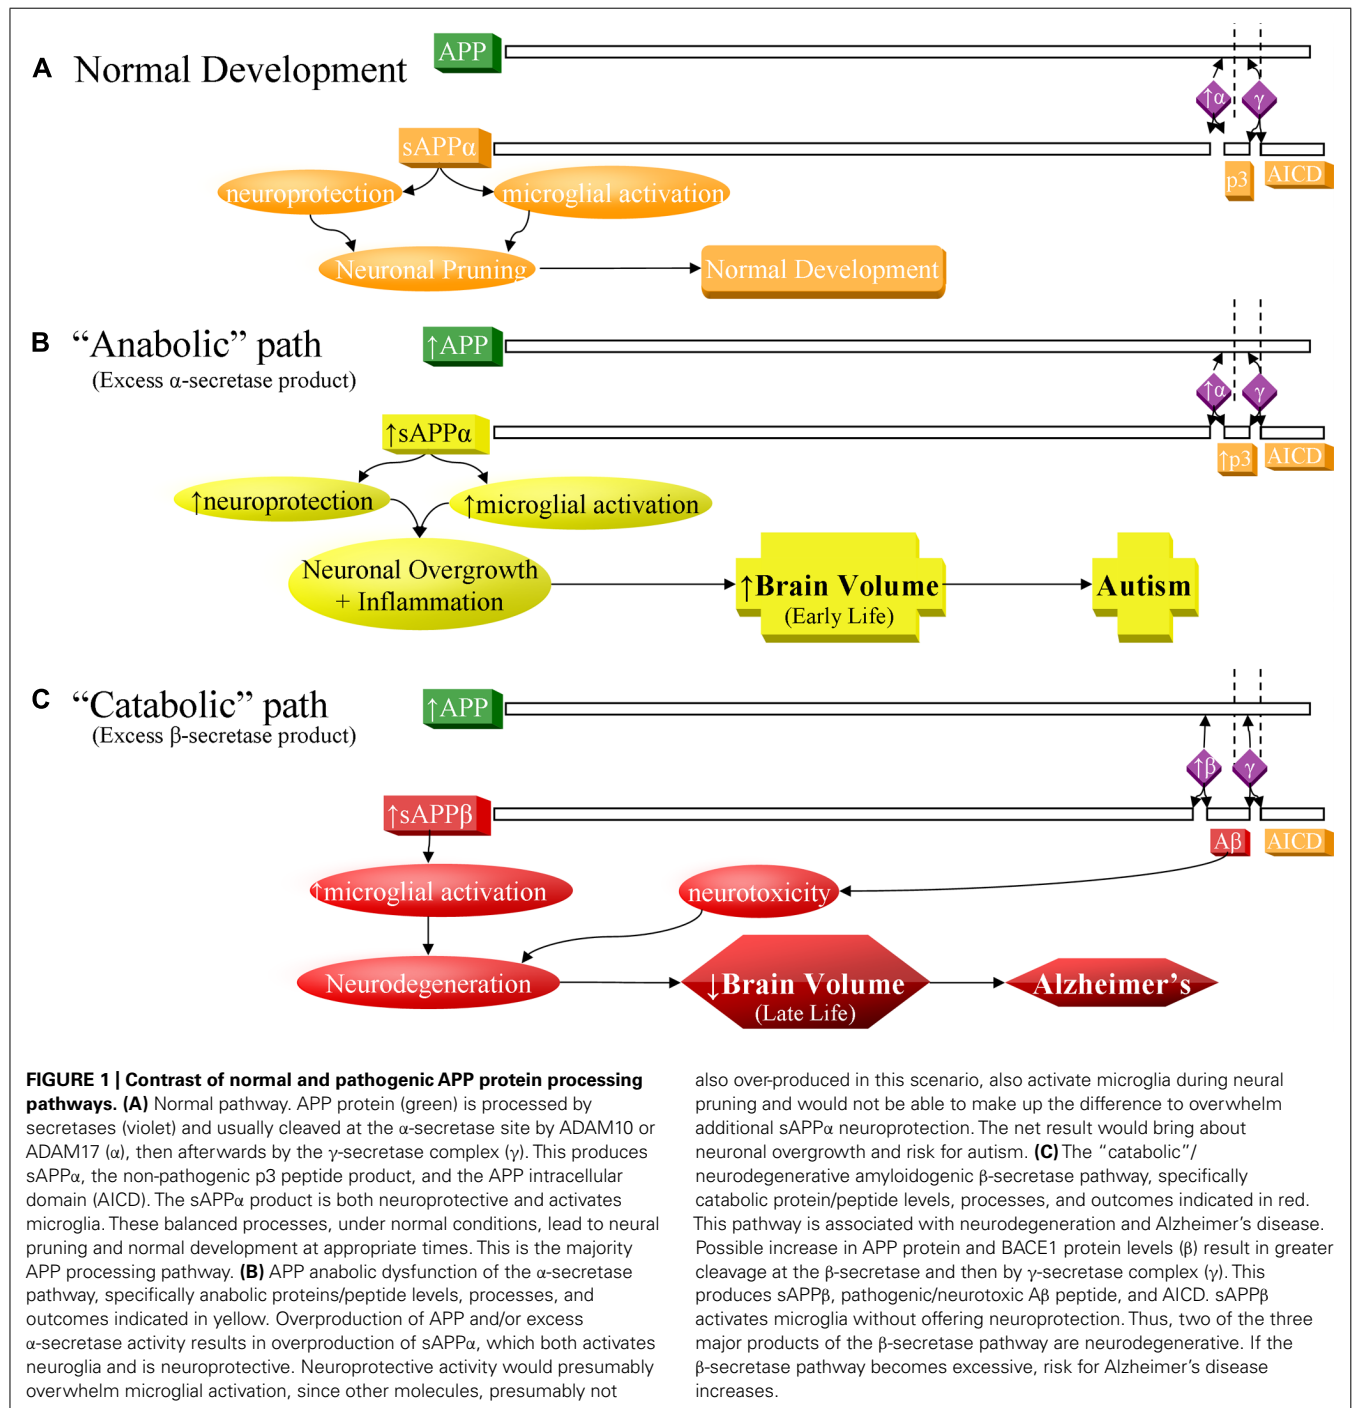 A Normal Development
APP
↑α γ
sAPPα
p3 AICD
neuroprotection microglial activation
Neuronal Pruning Normal Development
B “Anabolic” path
(Excess α-secretase product)
↑APP
↑α γ
↑sAPPα
↑p3 AICD
↑neuroprotection ↑microglial activation
Neuronal Overgrowth
+ Inflammation
↑Brain Volume
(Early Life)
Autism
C “Catabolic” path
(Excess β-secretase product)
↑APP
↑β γ
↑sAPPβ
Aβ AICD
↑microglial activation neurotoxicity
Neurodegeneration
↓Brain Volume
(Late Life)
Alzheimer’s
FIGURE 1 | Contrast of normal and pathogenic APP protein processing
pathways. (A) Normal pathway. APP protein (green) is processed by
secretases (violet) and usually cleaved at the α-secretase site by ADAM10 or
ADAM17 (α), then afterwards by the γ-secretase complex (γ). This produces
sAPPα, the non-pathogenic p3 peptide product, and the APP intracellular
domain (AICD). The sAPPα product is both neuroprotective and activates
microglia. These balanced processes, under normal conditions, lead to neural
pruning and normal development at appropriate times. This is the majority
APP processing pathway. (B) APP anabolic dysfunction of the α-secretase
pathway, specifically anabolic proteins/peptide levels, processes, and
outcomes indicated in yellow. Overproduction of APP and/or excess
α-secretase activity results in overproduction of sAPPα, which both activates
neuroglia and is neuroprotective. Neuroprotective activity would presumably
overwhelm microglial activation, since other molecules, presumably not
also over-produced in this scenario, also activate microglia during neural
pruning and would not be able to make up the difference to overwhelm
additional sAPPα neuroprotection. The net result would bring about
neuronal overgrowth and risk for autism. (C) The “catabolic”/
neurodegenerative amyloidogenic β-secretase pathway, specifically
catabolic protein/peptide levels, processes, and outcomes indicated in red.
This pathway is associated with neurodegeneration and Alzheimer’s disease.
Possible increase in APP protein and BACE1 protein levels (β) result in greater
cleavage at the β-secretase and then by γ-secretase complex (γ). This
produces sAPPβ, pathogenic/neurotoxic Aβ peptide, and AICD. sAPPβ
activates microglia without offering neuroprotection. Thus, two of the three
major products of the β-secretase pathway are neurodegenerative. If the
β-secretase pathway becomes excessive, risk for Alzheimer’s disease
increases.